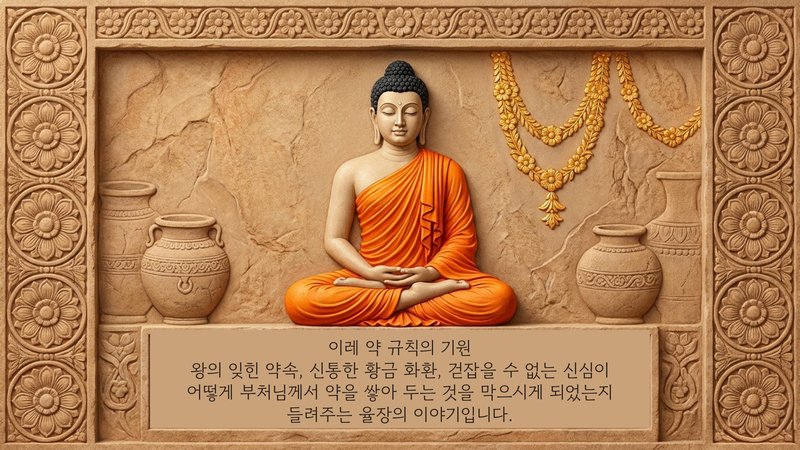 이레 약 규칙의 기원
왕의 잊힌 약속, 신통한 황금 화환, 걷잡을 수 없는 신심이
어떻게 부처님께서 약을 쌓아 두는 것을 막으시게 되었는지
들려주는 율장의 이야기입니다.